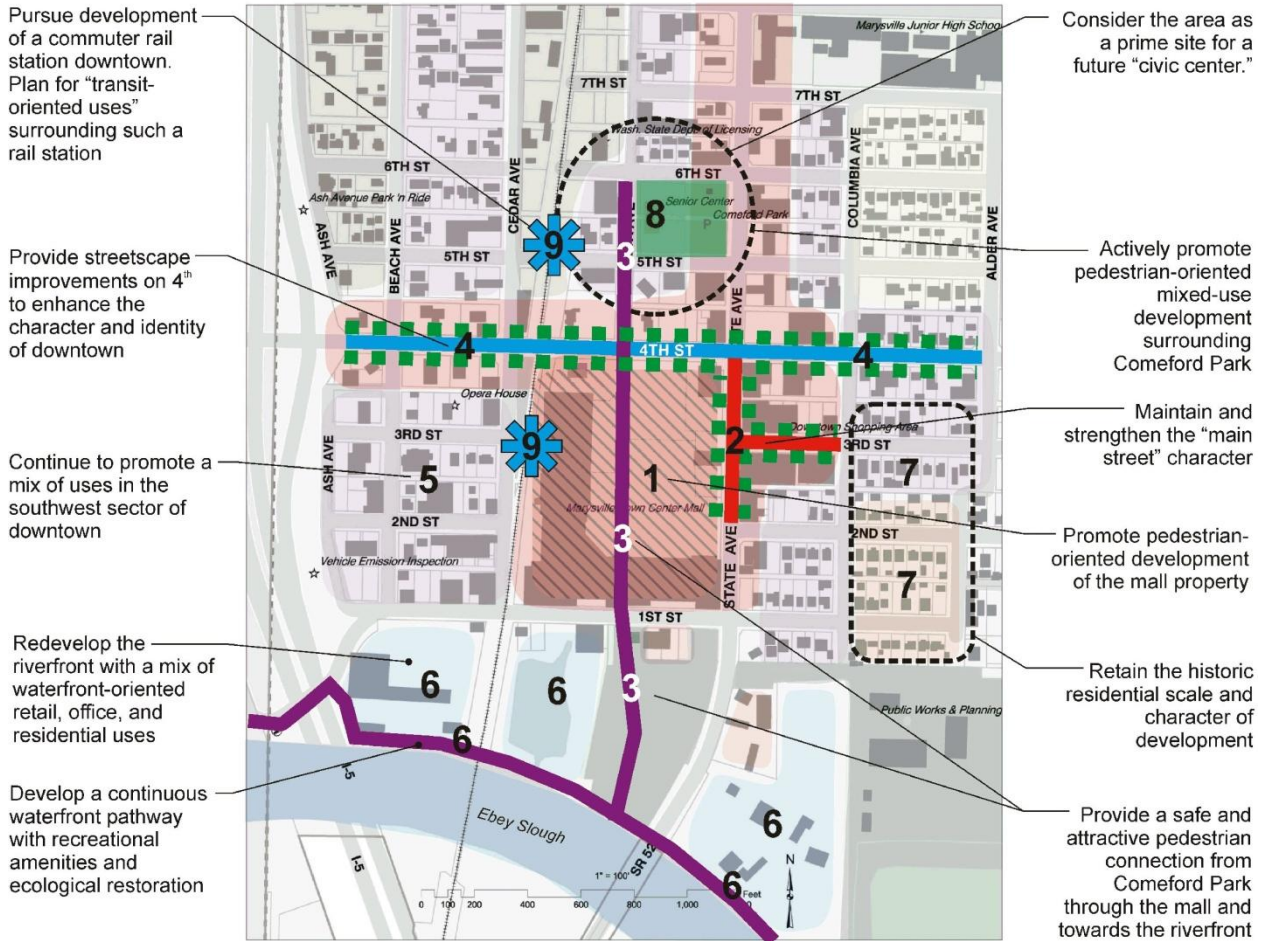 Pursue development
of a commuter rail
station downtown.
Plan for “transit-
oriented uses”
surrounding such a
rail station
Provide streetscape
improvements on 4th
to enhance the
character and identity
of downtown
Continue to promote a
mix of uses in the
southwest sector of
downtown
Redevelop the
riverfront with a mix of
waterfront-oriented
retail, office, and
residential uses
Develop a continuous
waterfront pathway
with recreational
amenities and
ecological restoration
Marysville Junior High School
7TH ST
7TH ST
Wash. State Dept of Licensing
6TH ST
6TH ST
Ash Avenue Park 'n Ride
CEDAR AVE
COLUMBIA AVE
8
Senior Center
Comeford Park
P
ASH AVE
BEACH AVE
ALDER AVE
9
3
5TH ST
5TH ST
4
4TH ST
4
Opera House
Downtown Shopping Area
3RD ST
9
2
3RD ST
ASH AVE
5
1
7
Marysville Town Center Mall
2ND ST
3
2ND ST
7
Vehicle Emission Inspection
STATE AVE
1ST ST
6
6
3
Public Works & Planning
6
I-5
Ebey Slough
6
I-5
SR 52
1" = 100'
Feet
0 200 400 600 800 1,000
6
N
Consider the area as
a prime site for a
future “civic center.”
Actively promote
pedestrian-oriented
mixed-use
development
surrounding
Comeford Park
Maintain and
strengthen the “main
street” character
Promote pedestrian-
oriented development
of the mall property
Retain the historic
residential scale and
character of
development
Provide a safe and
attractive pedestrian
connection from
Comeford Park
through the mall and
towards the riverfront